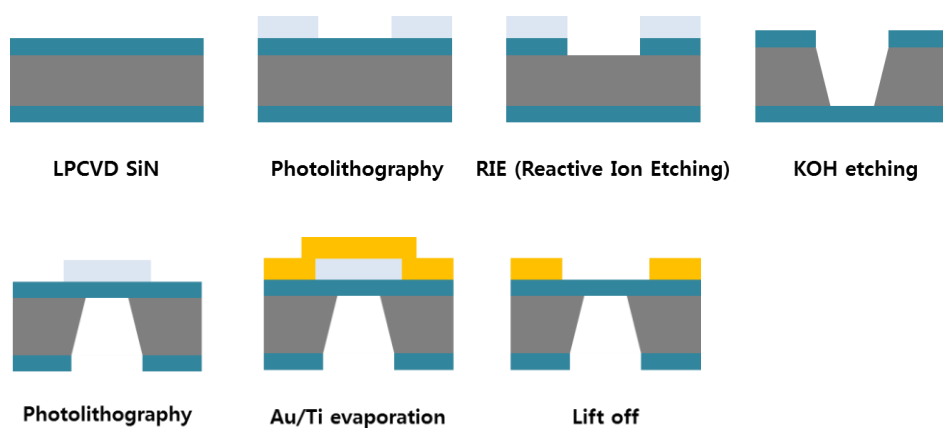 LPCVD SiN
Photolithography
RIE (Reactive Ion Etching)
KOH etching
Photolithography
Au/Ti evaporation
Lift off